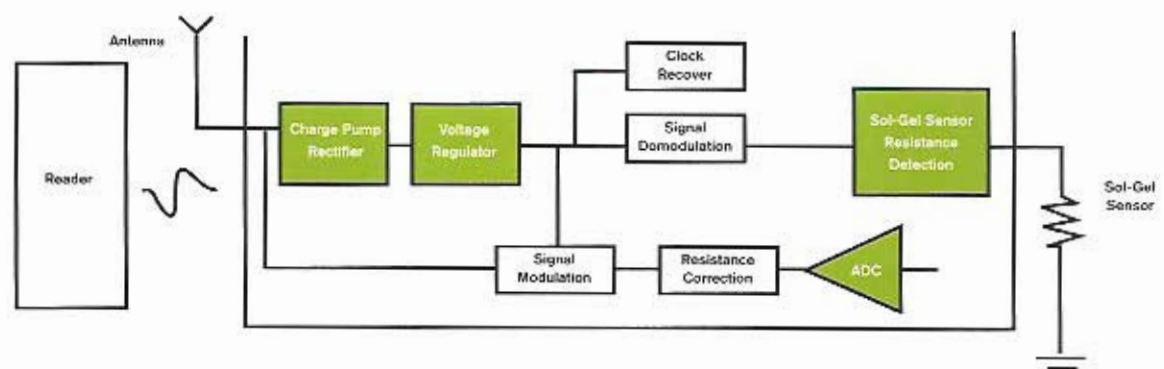 Antenna
Reader
Charge Pump
Rectifier
Voltage
Regulator
Clock
Recover
Signal
Domodulation
Sol-Gel Sensor
Resistance
Detection
Sol-Gel
Sensor
Signal
Modulation
Resistance
Correction
ADC